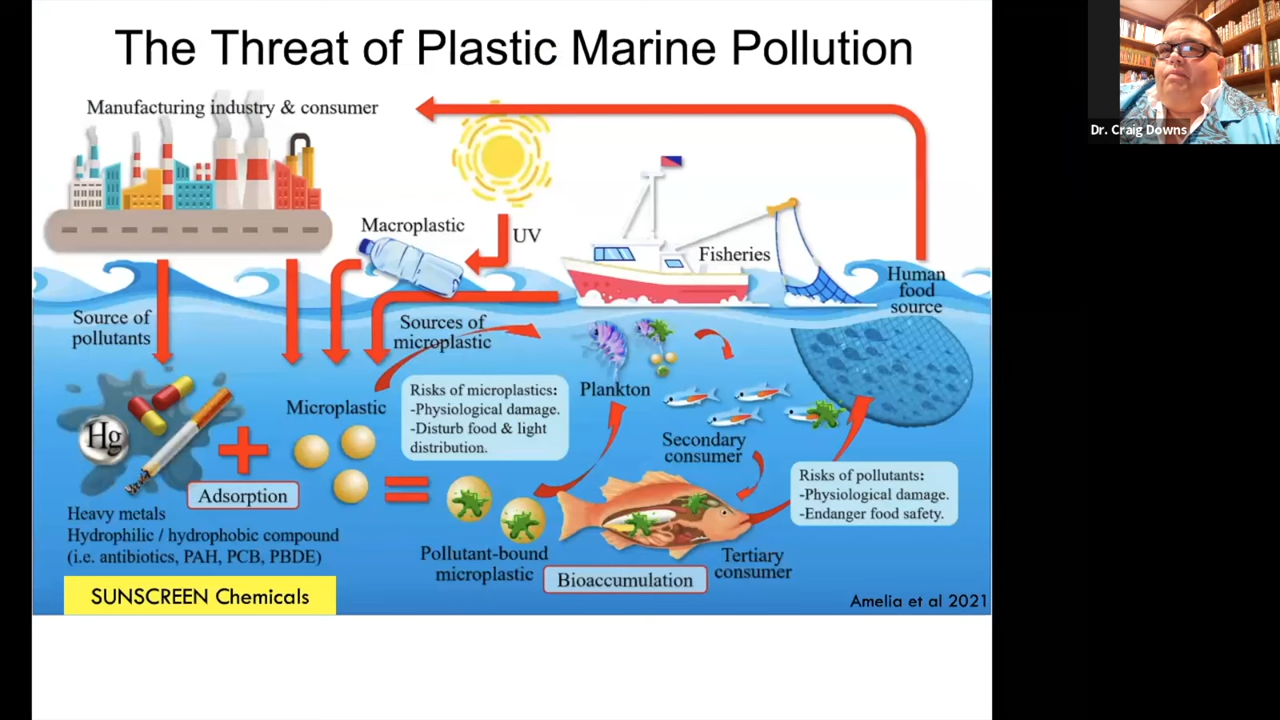 The Threat of Plastic Marine Pollution
Dr. Craig Downs
Manufacturing industry & consumer
Macroplastic
UV
Fisheries
Human
food
source
Source of
pollutants
Sources of
microplastic
Plankton
Microplastic
Risks of microplastics:
-Physiological damage.
-Disturb food & light
distribution.
Secondary
consumer
Hg
Adsorption
Risks of pollutants:
-Physiological damage.
-Endanger food safety.
Heavy metals
Hydrophilic / hydrophobic compound
(i.e. antibiotics, PAH, PCB, PBDE)
Pollutant-bound
microplastic
Bioaccumulation
Tertiary
consumer
SUNSCREEN Chemicals
Amelia et al 2021